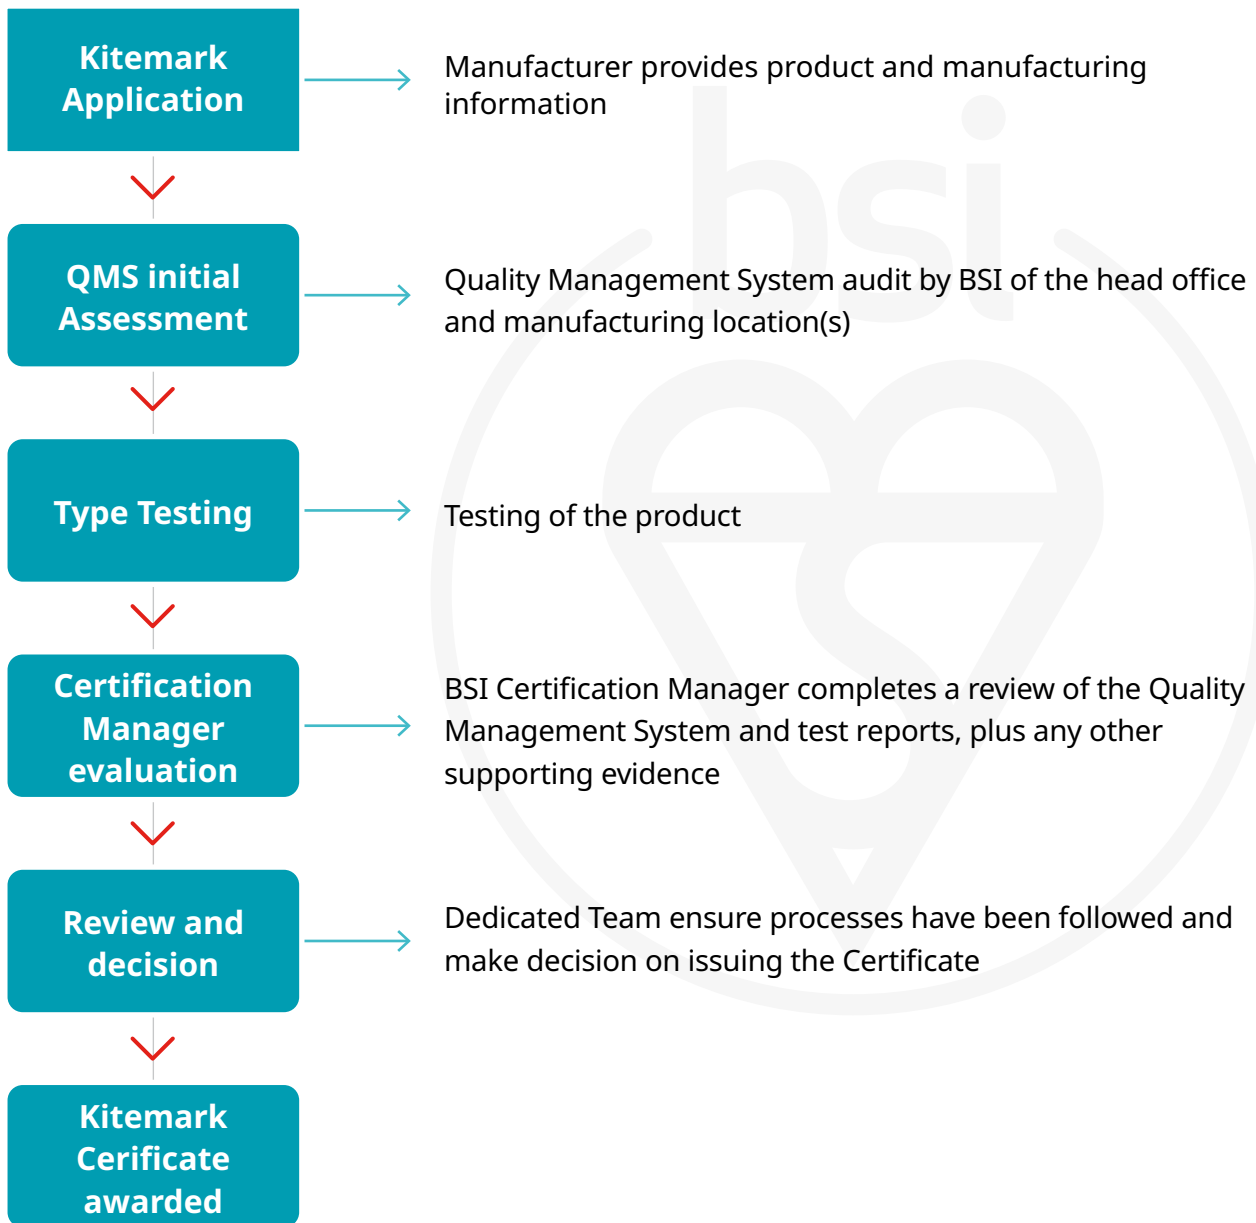 Kitemark
Application
Manufacturer provides product and manufacturing
information
QMS initial
Assessment
Quality Management System audit by BSI of the head office
and manufacturing location(s)
Type Testing
Testing of the product
Certification
Manager
evaluation
BSI Certification Manager completes a review of the Quality
Management System and test reports, plus any other
supporting evidence
Review and
decision
Dedicated Team ensure processes have been followed and
make decision on issuing the Certificate
Kitemark
Cerificate
awarded
bsi